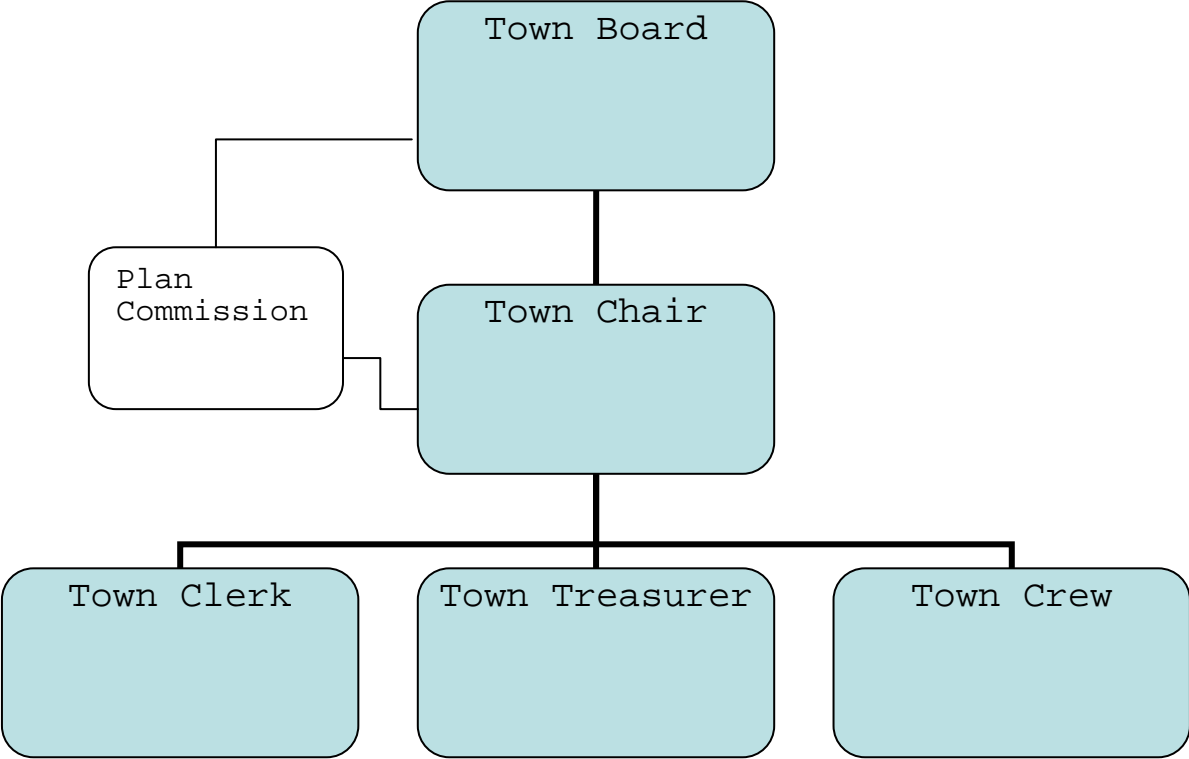 Town Board
Plan
Commission
Town Chair
Town Clerk
Town Treasurer
Town Crew